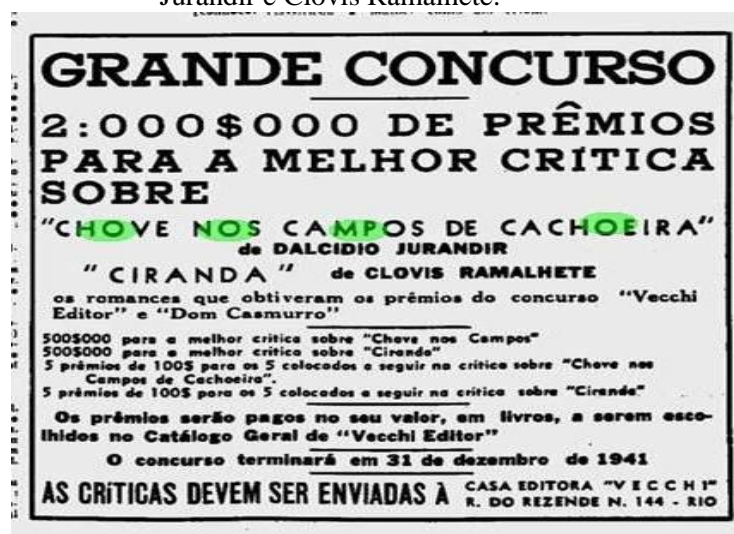 Jurandir e Clovis Ramalhete.
GRANDE CONCURSO
2:000$000 DE PRÊMIOS
PARA A MELHOR CRÍTICA
SOBRE
"CHOVE NOS CAMPOS DE CACHOEIRA"
de DALCIDIO JURANDIR
"CIRANDA" de CLOVIS RAMALHETE
os romances que obtiveram os prêmios do concurso "Vecchi
Editor" e "Dom Casmurro"
500$000 para a melhor critica sobre "Chove nos Campos"
500$000 para a melhor critica sobre "Ciranda"
5 prêmios de 100$ para os 5 colocados a seguir na critica sobre "Chove nos
Campos de Cachoeira".
5 prêmios de 100$ para os 5 colocados a seguir na critica sobre "Ciranda"
Os prêmios serão pagos no seu valor, em livros, a serem esco-
lhidos no Catálogo Geral de "Vecchi Editor"
O concurso terminará em 31 de dezembro de 1941
AS CRÍTICAS DEVEM SER ENVIADAS À CASA EDITORA "VECCHI"
R. DO REZENDE N. 144 - RIO